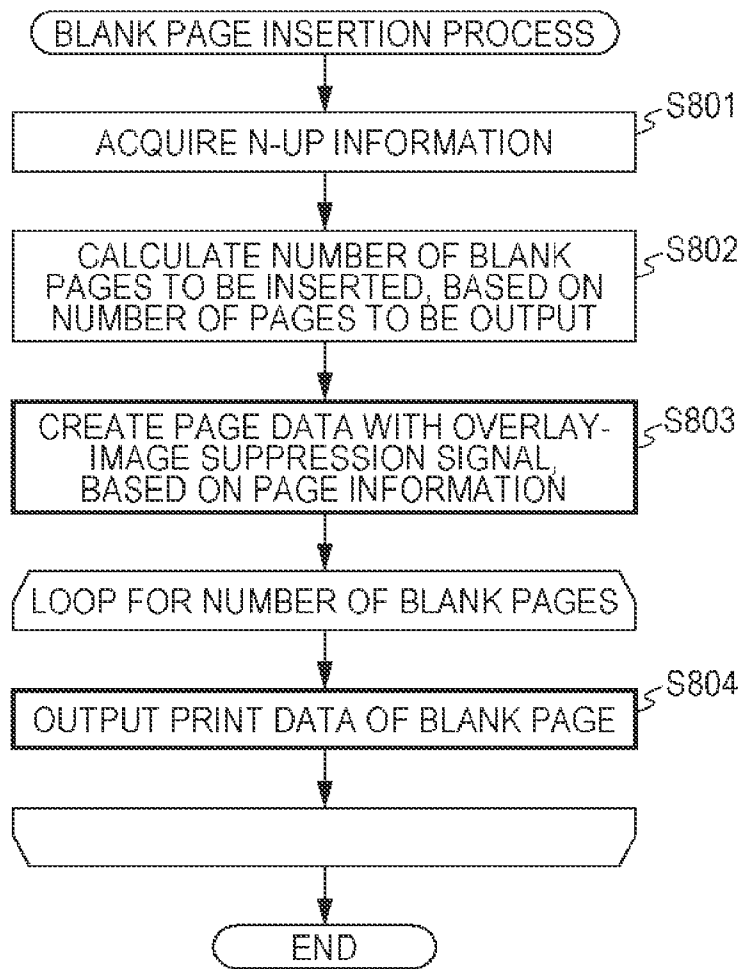 BLANK PAGE INSERTION PROCESS
S801
ACQUIRE N-UP INFORMATION
S802
CALCULATE NUMBER OF BLANK
PAGES TO BE INSERTED, BASED ON
NUMBER OF PAGES TO BE OUTPUT
S803
CREATE PAGE DATA WITH OVERLAY-
IMAGE SUPPRESSION SIGNAL,
BASED ON PAGE INFORMATION
LOOP FOR NUMBER OF BLANK PAGES
S804
OUTPUT PRINT DATA OF BLANK PAGE
END